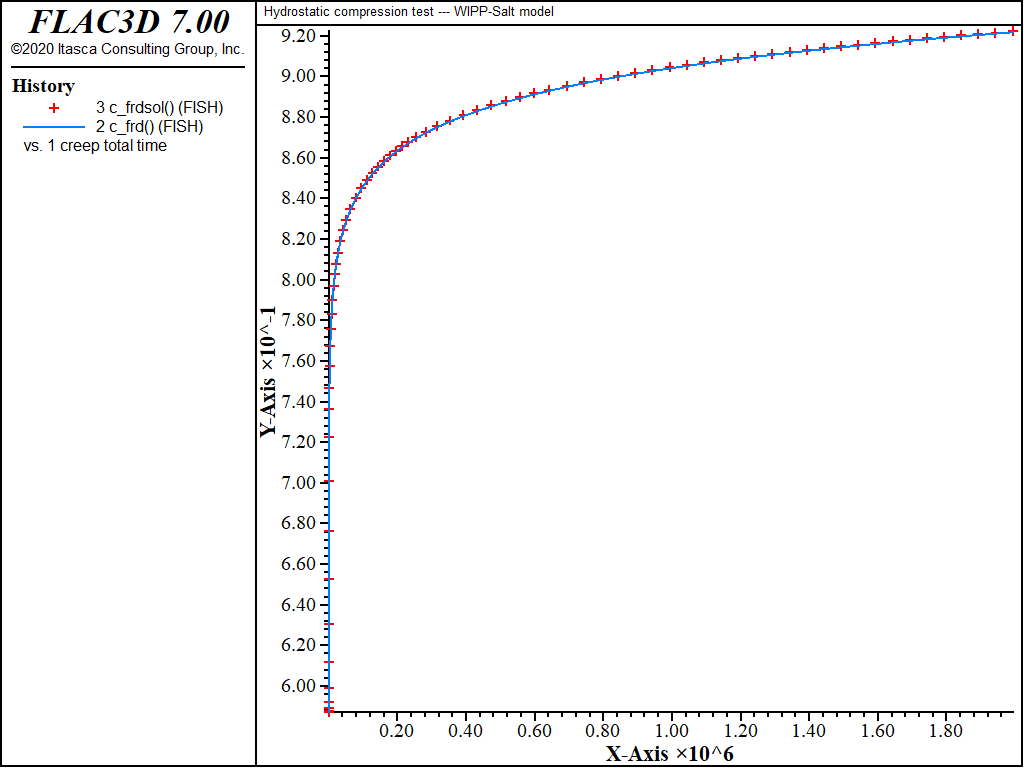 FLAC3D 7.00
©2020 Itasca Consulting Group, Inc.
History
3 c_frdsol() (FISH)
2 c_frd() (FISH)
vs. 1 creep total time
Hydrostatic compression test --- WIPP-Salt model
9.20
9.00
8.80
8.60
8.40
8.20
8.00
7.80
7.60
7.40
7.20
7.00
6.80
6.60
6.40
6.20
6.00
Y-Axis ×10^-1
0.20 0.40 0.60 0.80 1.00 1.20 1.40 1.60 1.80
X-Axis ×10^6